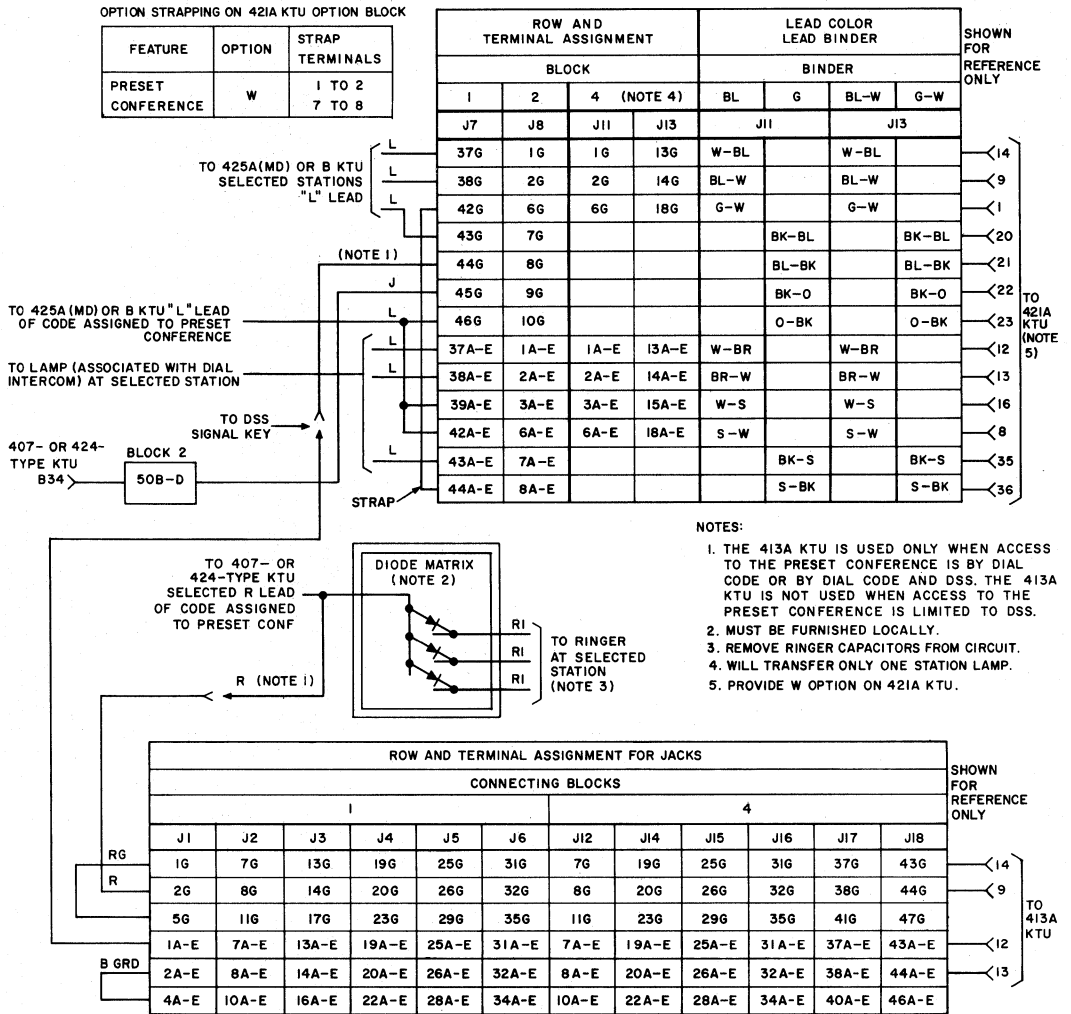 OPTION STRAPPING ON 421A KTU OPTION BLOCK
FEATURE OPTION STRAP TERMINALS
PRESET CONFERENCE W 1 TO 2
7 TO 8
ROW AND TERMINAL ASSIGNMENT LEAD COLOR LEAD BINDER
SHOWN FOR REFERENCE ONLY
BLOCK BINDER
1 2 4 (NOTE 4) BL G BL-W G-W
J7 J8 J11 J13 J11 J13
37G 1G 1G 13G W-BL W-BL 14
38G 2G 2G 14G BL-W BL-W 9
42G 6G 6G 18G G-W G-W 1
43G 7G BK-BL BK-BL 20
44G 8G BL-BK BL-BK 21
45G 9G BK-O BK-O 22
46G 10G O-BK O-BK 23
37A-E 1A-E 1A-E 13A-E W-BR W-BR 12
38A-E 2A-E 2A-E 14A-E BR-W BR-W 13
39A-E 3A-E 3A-E 15A-E W-S W-S 16
42A-E 6A-E 6A-E 18A-E S-W S-W 8
43A-E 7A-E BK-S BK-S 35
44A-E 8A-E S-BK S-BK 36
TO 421A KTU (NOTE 5)
TO 425A(MD) OR B KTU
SELECTED STATIONS
"L" LEAD
L
L
L
(NOTE 1)
J
TO 425A(MD) OR B KTU "L" LEAD
OF CODE ASSIGNED TO PRESET
CONFERENCE
L
L
TO LAMP (ASSOCIATED WITH DIAL
INTERCOM) AT SELECTED STATION
L
TO DSS
SIGNAL KEY
407- OR 424-
TYPE KTU
B34
BLOCK 2
50B-D
L
STRAP
TO 407- OR
424-TYPE KTU
SELECTED R LEAD
OF CODE ASSIGNED
TO PRESET CONF
DIODE MATRIX
(NOTE 2)
R1
R1
R1
TO RINGER
AT SELECTED
STATION
(NOTE 3)
R (NOTE 1)
NOTES:
1. THE 413A KTU IS USED ONLY WHEN ACCESS
TO THE PRESET CONFERENCE IS BY DIAL
CODE OR BY DIAL CODE AND DSS. THE 413A
KTU IS NOT USED WHEN ACCESS TO THE
PRESET CONFERENCE IS LIMITED TO DSS.
2. MUST BE FURNISHED LOCALLY.
3. REMOVE RINGER CAPACITORS FROM CIRCUIT.
4. WILL TRANSFER ONLY ONE STATION LAMP.
5. PROVIDE W OPTION ON 421A KTU.
ROW AND TERMINAL ASSIGNMENT FOR JACKS
CONNECTING BLOCKS
SHOWN FOR REFERENCE ONLY
1 4
J1 J2 J3 J4 J5 J6 J12 J14 J15 J16 J17 J18
RG 1G 7G 13G 19G 25G 31G 7G 19G 25G 31G 37G 43G 14
R 2G 8G 14G 20G 26G 32G 8G 20G 26G 32G 38G 44G 9
5G 11G 17G 23G 29G 35G 11G 23G 29G 35G 41G 47G
1A-E 7A-E 13A-E 19A-E 25A-E 31A-E 7A-E 19A-E 25A-E 31A-E 37A-E 43A-E 12
B GRD 2A-E 8A-E 14A-E 20A-E 26A-E 32A-E 8A-E 20A-E 26A-E 32A-E 38A-E 44A-E 13
4A-E 10A-E 16A-E 22A-E 28A-E 34A-E 10A-E 22A-E 28A-E 34A-E 40A-E 46A-E
TO 413A KTU